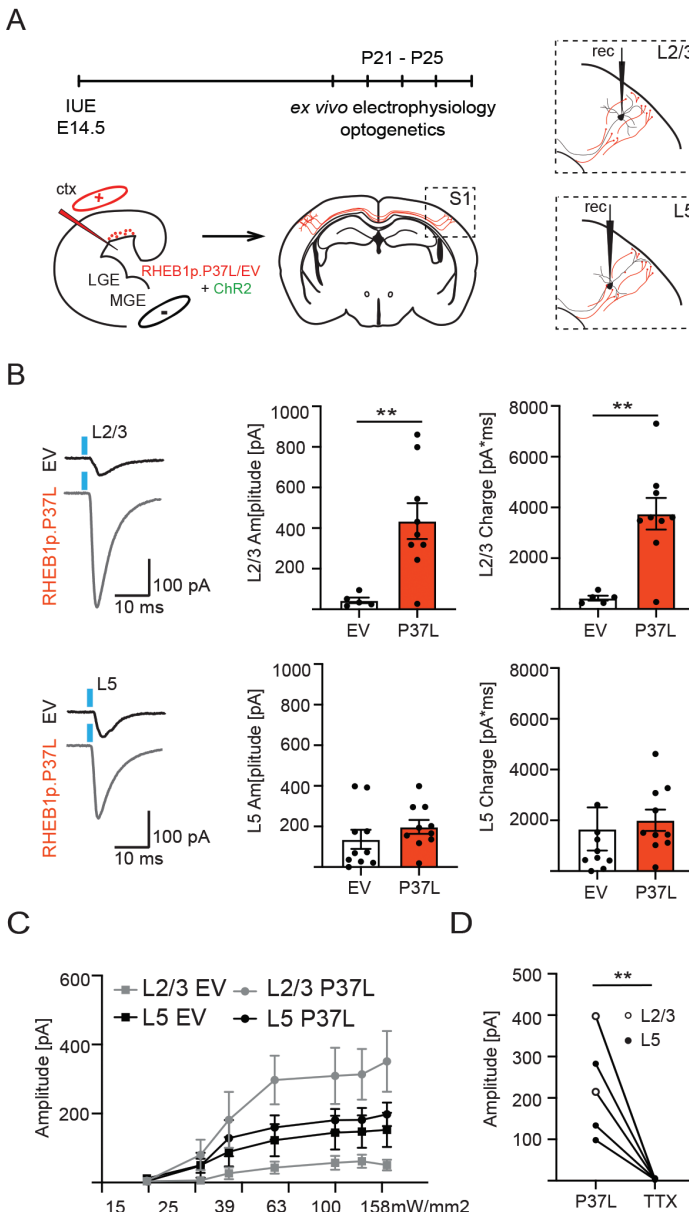 A
P21 - P25
IUE
E14.5
ex vivo electrophysiology
optogenetics
rec
L2/3
ctx
+
LGE
MGE
-
RHEB1p.P37L/EV
+ ChR2
S1
rec
L5
B
EV
RHEB1p.P37L
L2/3
100 pA
10 ms
L2/3 Am[plitude [pA]
1000
800
600
400
200
**
EV
P37L
L2/3 Charge [pA*ms]
8000
6000
4000
2000
0
**
EV
P37L
EV
RHEB1p.P37L
L5
100 pA
10 ms
L5 Am[plitude [pA]
1000
800
600
400
200
EV
P37L
L5 Charge [pA*ms]
8000
6000
4000
2000
0
EV
P37L
C
Amplitude [pA]
600
400
200
L2/3 EV
L2/3 P37L
L5 EV
L5 P37L
15
25
39
63
100
158mW/mm2
D
Amplitude [pA]
500
400
300
200
100
**
L2/3
L5
P37L
TTX